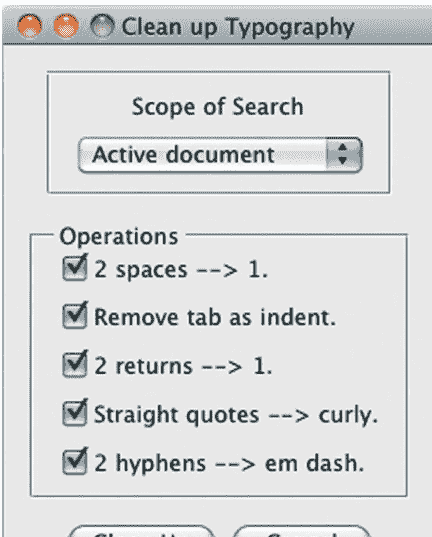 Clean up Typography
Scope of Search
Active document
Operations
2 spaces --> 1.
Remove tab as indent.
2 returns --> 1.
Straight quotes --> curly.
2 hyphens --> em dash.